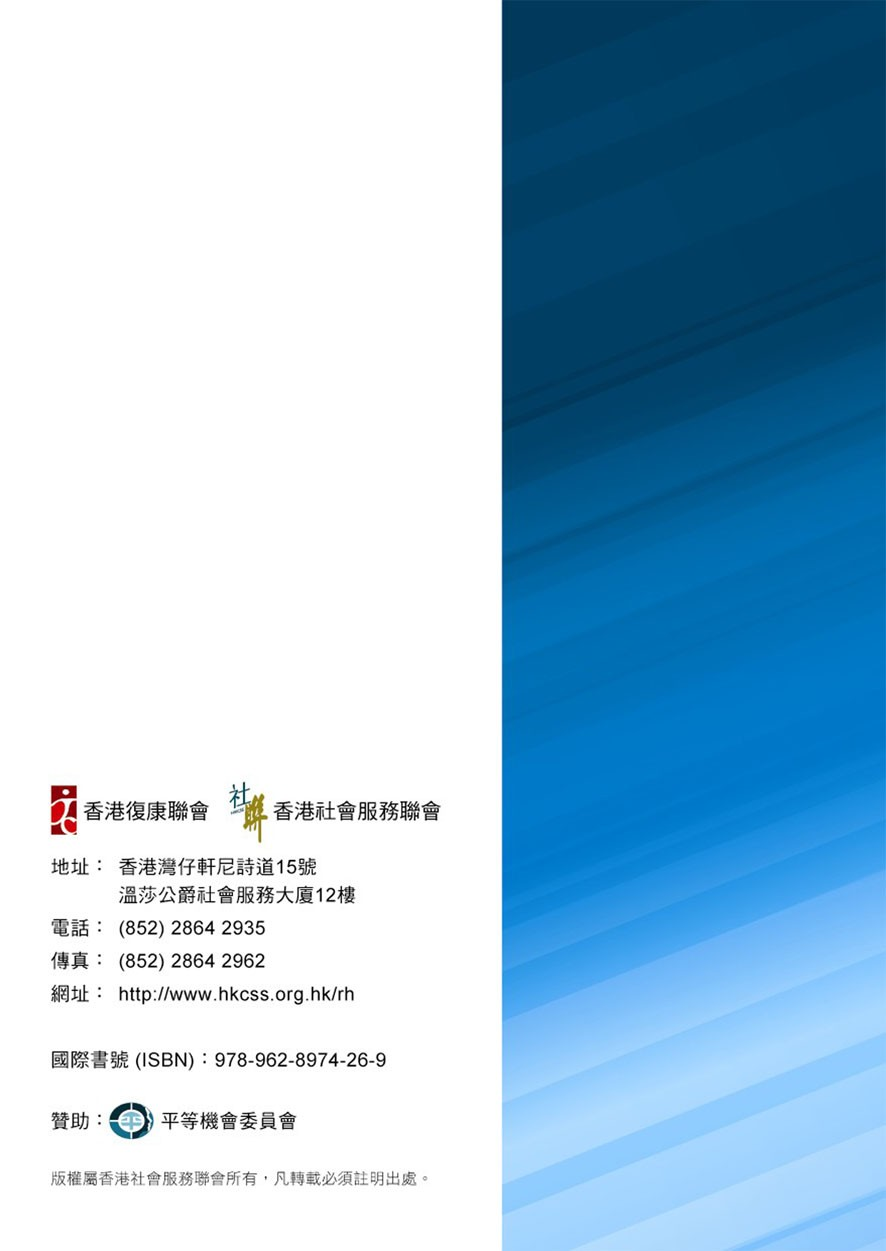 香港復康聯會 社聯 香港社會服務聯會
地址： 香港灣仔軒尼詩道15號
溫莎公爵社會服務大廈12樓
電話： (852) 2864 2935
傳真： (852) 2864 2962
網址： http://www.hkcss.org.hk/rh
國際書號 (ISBN)：978-962-8974-26-9
贊助： 平等機會委員會
版權屬香港社會服務聯會所有，凡轉載必須註明出處。